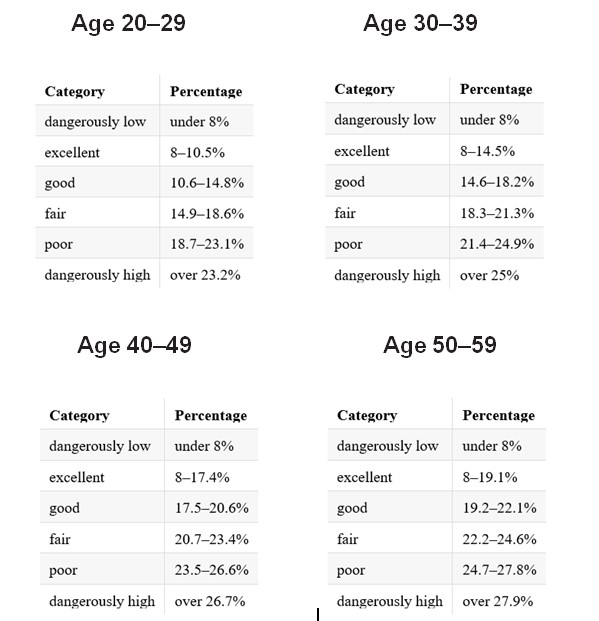 Age 20–29
Category Percentage
dangerously low under 8%
excellent 8–10.5%
good 10.6–14.8%
fair 14.9–18.6%
poor 18.7–23.1%
dangerously high over 23.2%
Age 30–39
Category Percentage
dangerously low under 8%
excellent 8–14.5%
good 14.6–18.2%
fair 18.3–21.3%
poor 21.4–24.9%
dangerously high over 25%
Age 40–49
Category Percentage
dangerously low under 8%
excellent 8–17.4%
good 17.5–20.6%
fair 20.7–23.4%
poor 23.5–26.6%
dangerously high over 26.7%
Age 50–59
Category Percentage
dangerously low under 8%
excellent 8–19.1%
good 19.2–22.1%
fair 22.2–24.6%
poor 24.7–27.8%
dangerously high over 27.9%